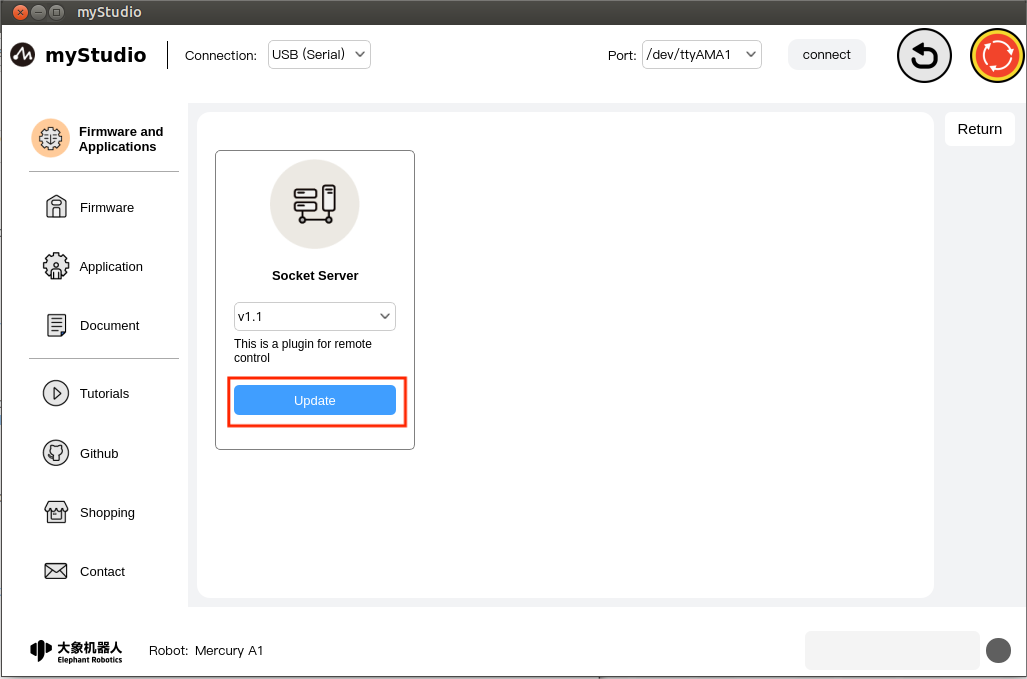 myStudio
myStudio
Connection:
USB (Serial)
Port:
/dev/ttyAMA1
connect
Return
Firmware and
Applications
Firmware
Application
Document
Tutorials
Github
Shopping
Contact
Socket Server
v1.1
This is a plugin for remote
control
Update
大象机器人
Elephant Robotics
Robot: Mercury A1